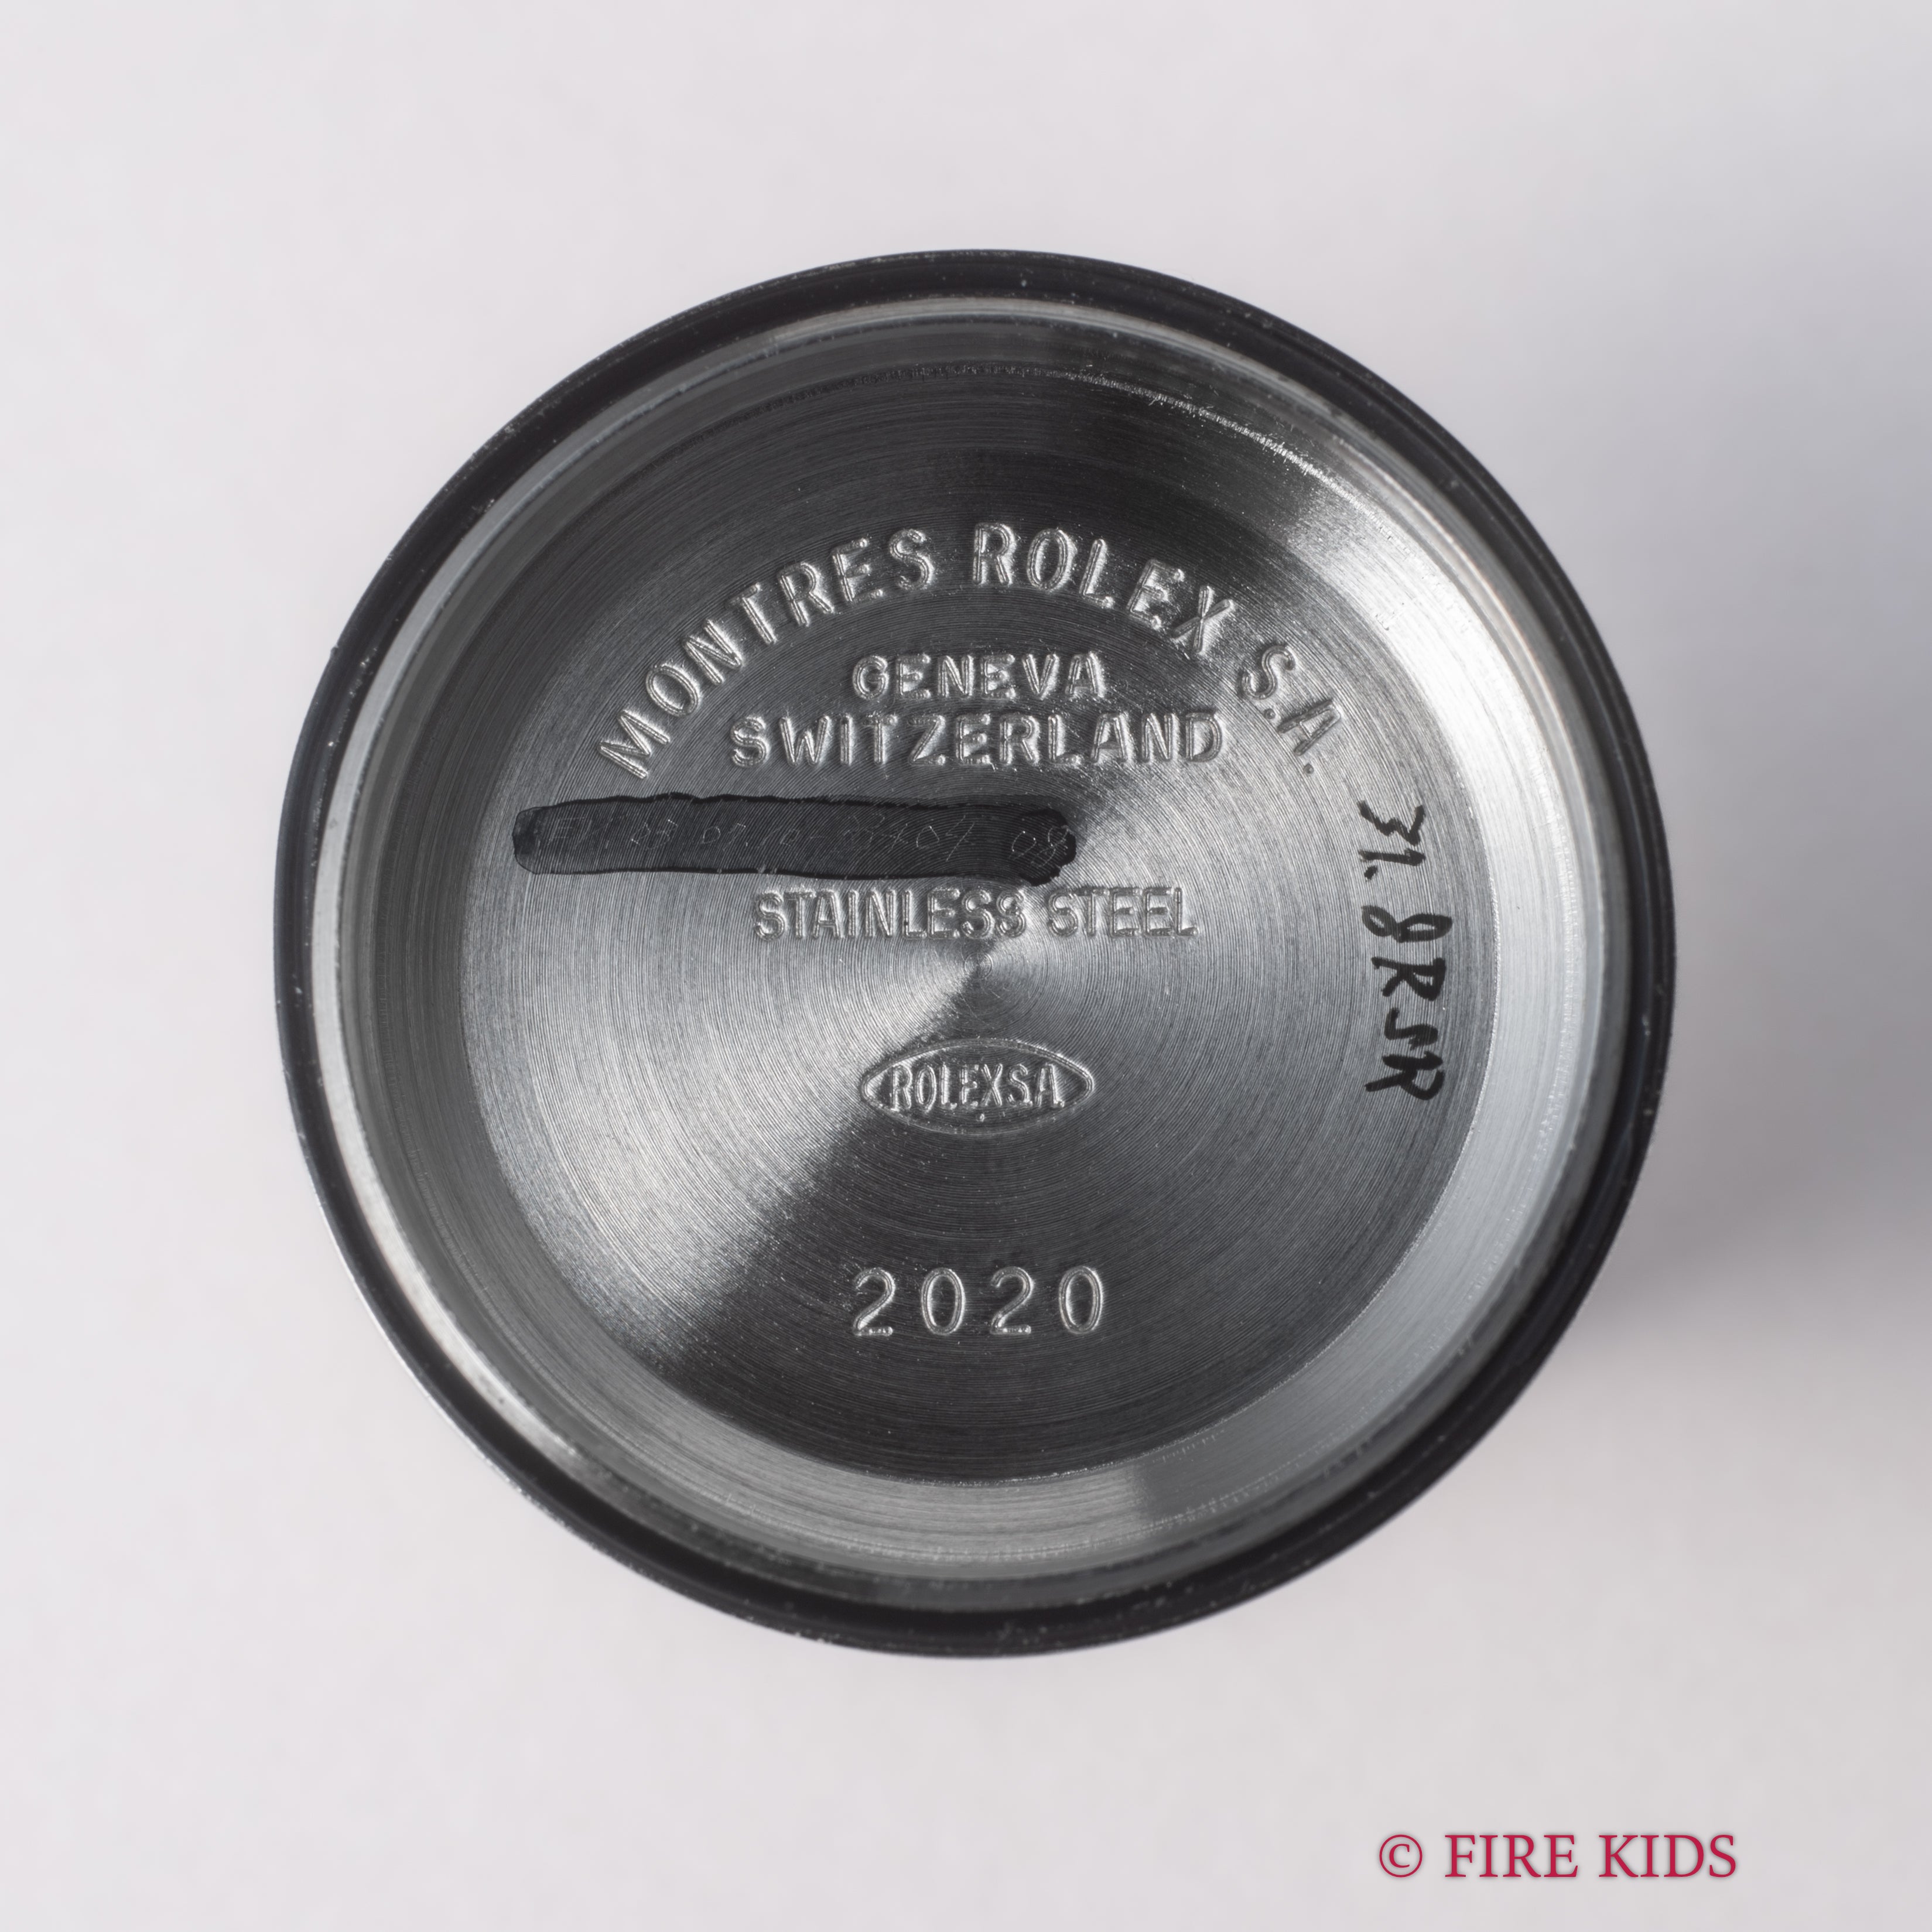 MONTRES ROLEX S.A.
GENEVA
SWITZERLAND
STAINLESS STEEL
ROLEX S.A.
2020
© FIRE KIDS